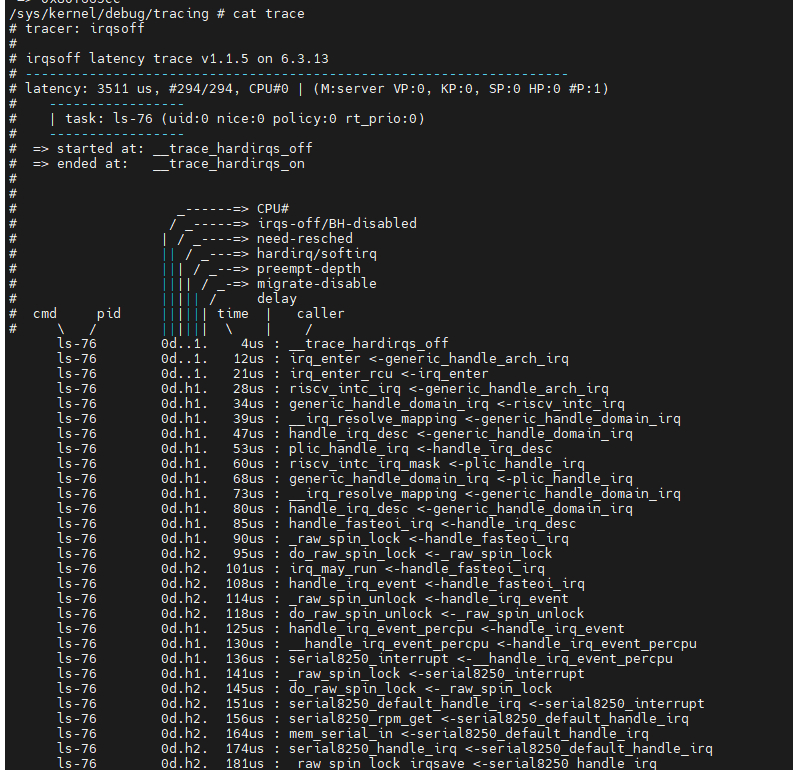 /sys/kernel/debug/tracing # cat trace
# tracer: irqsoff
#
# irqsoff latency trace v1.1.5 on 6.3.13
# --------------------------------------------------------------------
# latency: 3511 us, #294/294, CPU#0 | (M:server VP:0, KP:0, SP:0 HP:0 #P:1)
#    -----------------
#    | task: ls-76 (uid:0 nice:0 policy:0 rt_prio:0)
#    -----------------
#  => started at: __trace_hardirqs_off
#  => ended at:   __trace_hardirqs_on
#
#
#                    _------=> CPU#
#                   / _-----=> irqs-off/BH-disabled
#                  | / _----=> need-resched
#                  || / _---=> hardirq/softirq
#                  ||| / _--=> preempt-depth
#                  |||| / _-=> migrate-disable
#                  ||||| /     delay
#  cmd     pid     |||||| time  |   caller
#     \   /        ||||||  \    |    /
      ls-76        0d..1.    4us : __trace_hardirqs_off
      ls-76        0d..1.   12us : irq_enter <-generic_handle_arch_irq
      ls-76        0d..1.   21us : irq_enter_rcu <-irq_enter
      ls-76        0d.h1.   28us : riscv_intc_irq <-generic_handle_arch_irq
      ls-76        0d.h1.   34us : generic_handle_domain_irq <-riscv_intc_irq
      ls-76        0d.h1.   39us : __irq_resolve_mapping <-generic_handle_domain_irq
      ls-76        0d.h1.   47us : handle_irq_desc <-generic_handle_domain_irq
      ls-76        0d.h1.   53us : plic_handle_irq <-handle_irq_desc
      ls-76        0d.h1.   60us : riscv_intc_irq_mask <-plic_handle_irq
      ls-76        0d.h1.   68us : generic_handle_domain_irq <-plic_handle_irq
      ls-76        0d.h1.   73us : __irq_resolve_mapping <-generic_handle_domain_irq
      ls-76        0d.h1.   80us : handle_irq_desc <-generic_handle_domain_irq
      ls-76        0d.h1.   85us : handle_fasteoi_irq <-handle_irq_desc
      ls-76        0d.h1.   90us : _raw_spin_lock <-handle_fasteoi_irq
      ls-76        0d.h2.   95us : do_raw_spin_lock <-_raw_spin_lock
      ls-76        0d.h2.  101us : irq_may_run <-handle_fasteoi_irq
      ls-76        0d.h2.  108us : handle_irq_event <-handle_fasteoi_irq
      ls-76        0d.h2.  114us : _raw_spin_unlock <-handle_irq_event
      ls-76        0d.h2.  118us : do_raw_spin_unlock <-_raw_spin_unlock
      ls-76        0d.h1.  125us : handle_irq_event_percpu <-handle_irq_event
      ls-76        0d.h1.  130us : __handle_irq_event_percpu <-handle_irq_event_percpu
      ls-76        0d.h1.  136us : serial8250_interrupt <-__handle_irq_event_percpu
      ls-76        0d.h1.  141us : _raw_spin_lock <-serial8250_interrupt
      ls-76        0d.h2.  145us : do_raw_spin_lock <-_raw_spin_lock
      ls-76        0d.h2.  151us : serial8250_default_handle_irq <-serial8250_interrupt
      ls-76        0d.h2.  156us : serial8250_rpm_get <-serial8250_default_handle_irq
      ls-76        0d.h2.  164us : mem_serial_in <-serial8250_default_handle_irq
      ls-76        0d.h2.  174us : serial8250_handle_irq <-serial8250_default_handle_irq
      ls-76        0d.h2.  181us : _raw_spin_lock_irqsave <-serial8250_handle_irq